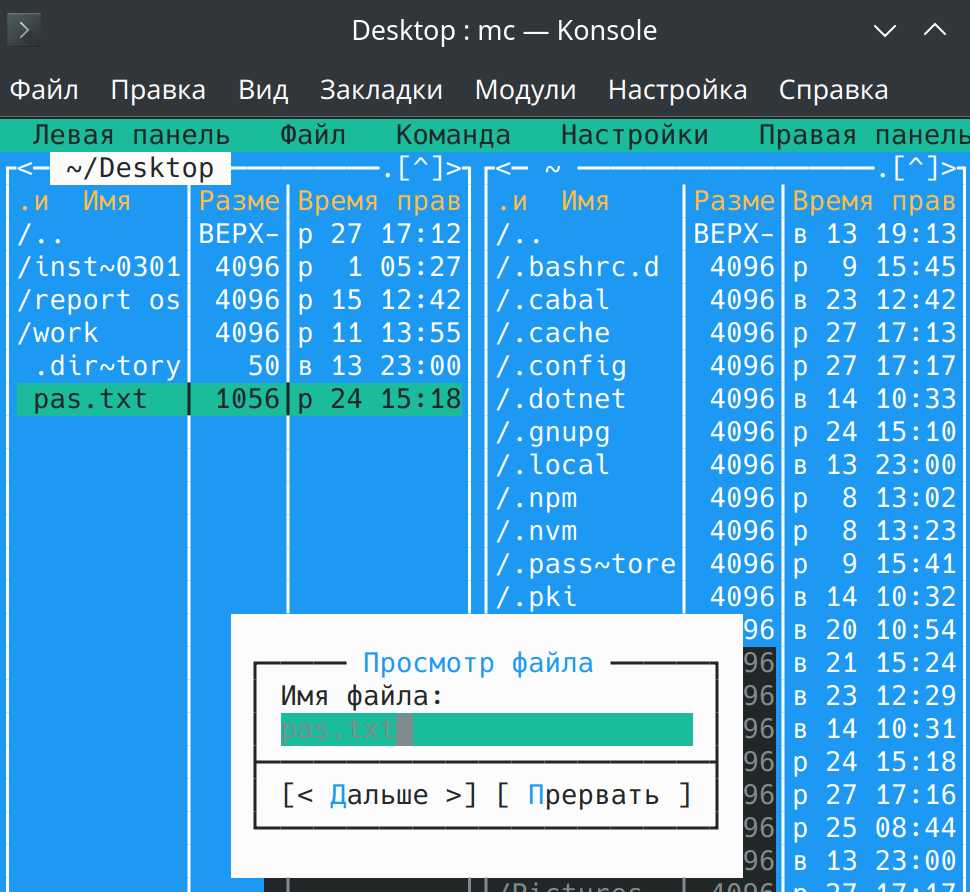 Desktop : mc — Konsole
Файл Правка Вид Закладки Модули Настройка Справка
Левая панель Файл Команда Настройки Правая панель
<─ ~/Desktop ─────────.[^]>
<─ ~ ──────────────────.[^]>
.и Имя Разме Время прав .и Имя Разме Время прав
/.. ВЕРХ- р 27 17:12 /.. ВЕРХ- в 13 19:13
/inst~0301 4096 р 1 05:27 /.bashrc.d 4096 р 9 15:45
/report os 4096 р 15 12:42 /.cabal 4096 в 23 12:42
/work 4096 р 11 13:55 /.cache 4096 р 27 17:13
.dir~tory 50 в 13 23:00 /.config 4096 р 27 17:17
pas.txt 1056 р 24 15:18 /.dotnet 4096 в 14 10:33
/.gnupg 4096 р 24 15:10
/.local 4096 в 13 23:00
/.npm 4096 р 8 13:02
/.nvm 4096 р 8 13:23
/.pass~tore 4096 р 9 15:41
/.pki 4096 в 14 10:32
96 в 20 10:54
Просмотр файла 96 в 21 15:24
Имя файла: 96 в 23 12:29
pas.txt 96 в 14 10:31
96 р 24 15:18
[< Дальше >] [ Прервать ] 96 р 27 17:16
96 р 25 08:44
96 в 13 23:00
/Pictures 4096 р 27 17:17